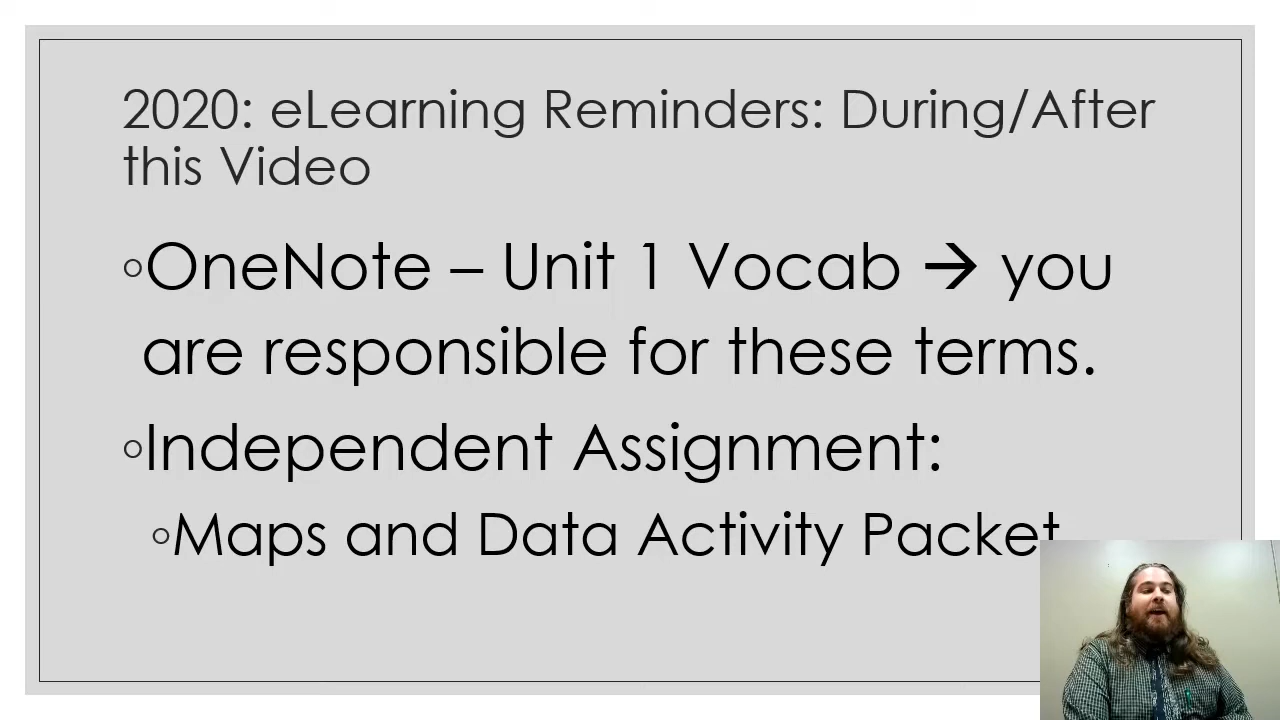 2020: eLearning Reminders: During/After
this Video
◦OneNote – Unit 1 Vocab → you
are responsible for these terms.
◦Independent Assignment:
◦Maps and Data Activity Packet